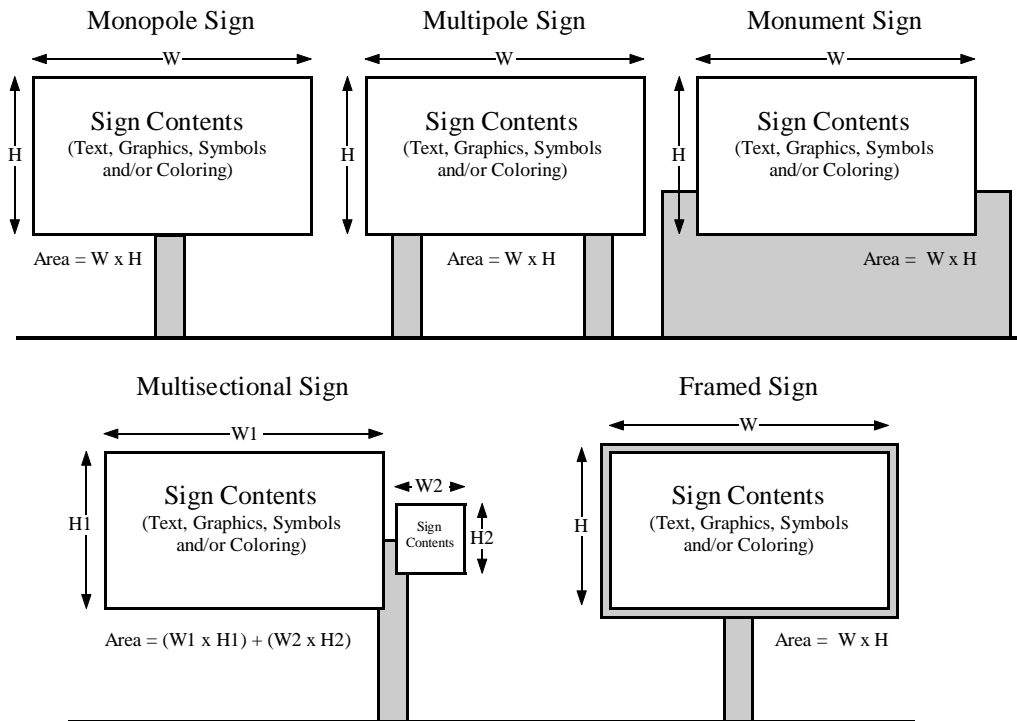 Monopole Sign
W
H
Sign Contents
(Text, Graphics, Symbols
and/or Coloring)
Area = W x H
Multipole Sign
W
H
Sign Contents
(Text, Graphics, Symbols
and/or Coloring)
Area = W x H
Monument Sign
W
H
Sign Contents
(Text, Graphics, Symbols
and/or Coloring)
Area = W x H
Multisectional Sign
W1
H1
Sign Contents
(Text, Graphics, Symbols
and/or Coloring)
W2
Sign
Contents
H2
Area = (W1 x H1) + (W2 x H2)
Framed Sign
W
H
Sign Contents
(Text, Graphics, Symbols
and/or Coloring)
Area = W x H